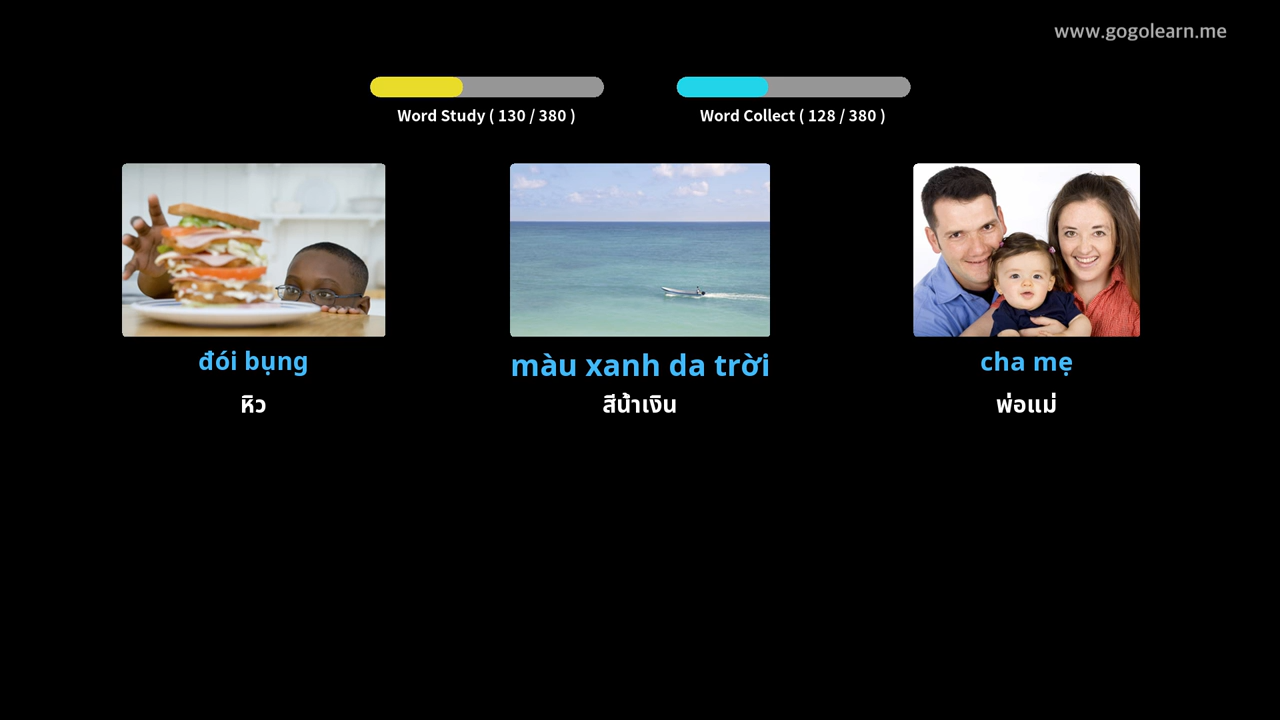 www.gogolearn.me
Word Study ( 130 / 380 )
Word Collect ( 128 / 380 )
đói bụng
màu xanh da trời
cha mẹ
หิว
สีน้ำเงิน
พ่อแม่